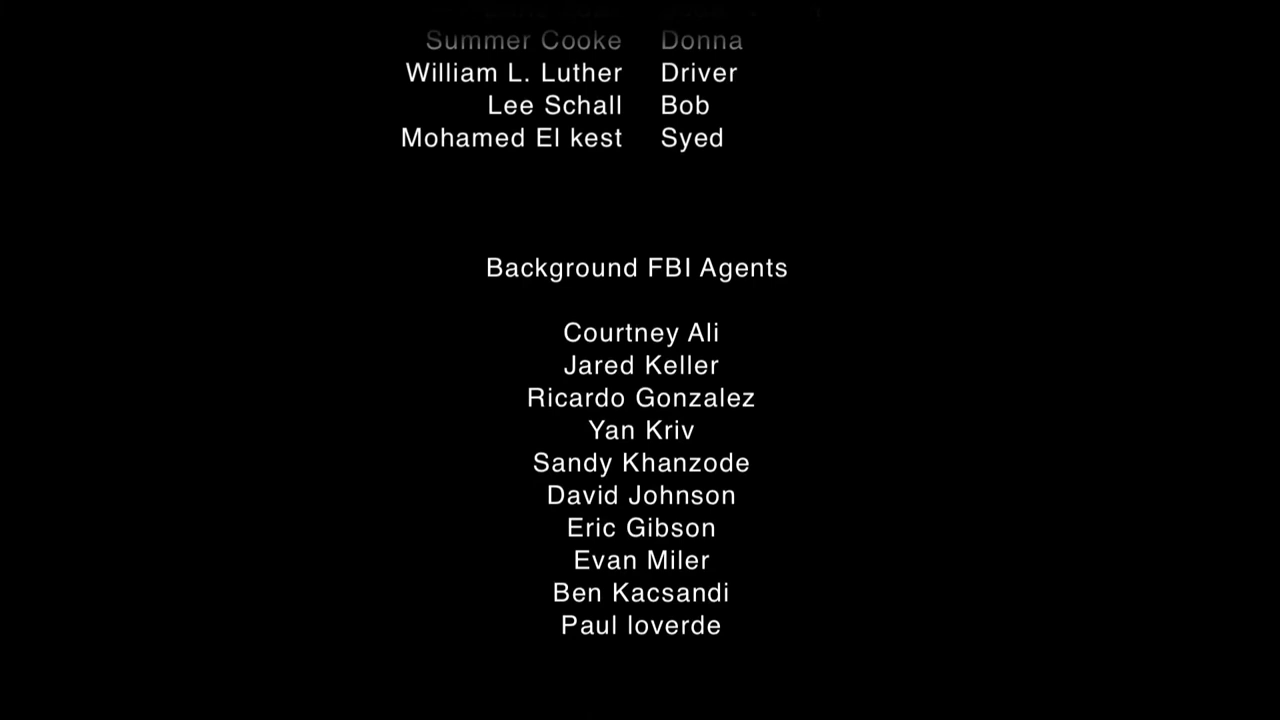 Summer Cooke Donna
William L. Luther Driver
Lee Schall Bob
Mohamed El kest Syed
Background FBI Agents
Courtney Ali
Jared Keller
Ricardo Gonzalez
Yan Kriv
Sandy Khanzode
David Johnson
Eric Gibson
Evan Miler
Ben Kacsandi
Paul loverde